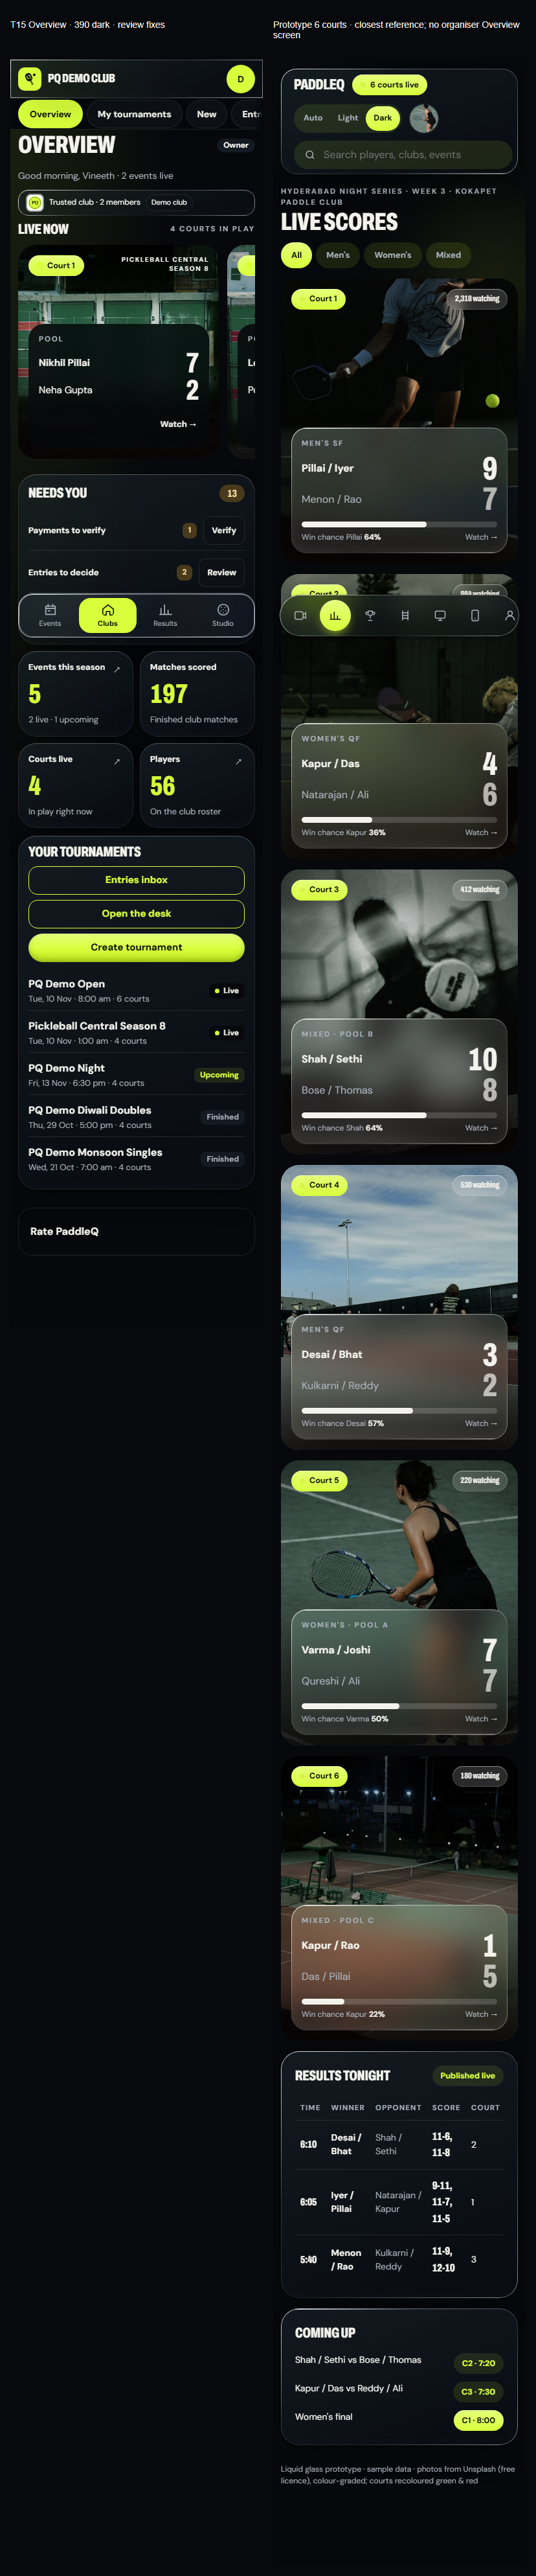 T15 Overview · 390 dark · review fixes
PQ DEMO CLUB
D
Overview
My tournaments
New
OVERVIEW
Owner
Good morning, Vineeth · 2 events live
PQ
Trusted club · 2 members
Demo club
LIVE NOW
4 COURTS IN PLAY
Court 1
PICKLEBALL CENTRAL
SEASON 8
POOL
Nikhil Pillai 7
Neha Gupta 2
Watch →
NEEDS YOU
13
Payments to verify 1 Verify
Entries to decide 2 Review
Events
Clubs
Results
Studio
Events this season ↗
5
2 live · 1 upcoming
Matches scored
197
Finished club matches
Courts live ↗
4
In play right now
Players ↗
56
On the club roster
YOUR TOURNAMENTS
Entries inbox
Open the desk
Create tournament
PQ Demo Open
Tue, 10 Nov · 8:00 am · 6 courts
Live
Pickleball Central Season 8
Tue, 10 Nov · 1:00 am · 4 courts
Live
PQ Demo Night
Fri, 13 Nov · 6:30 pm · 4 courts
Upcoming
PQ Demo Diwali Doubles
Thu, 29 Oct · 5:00 pm · 4 courts
Finished
PQ Demo Monsoon Singles
Wed, 21 Oct · 7:00 am · 4 courts
Finished
Rate PaddleQ
Prototype 6 courts · closest reference; no organiser Overview
screen
PADDLEQ
6 courts live
Auto
Light
Dark
Search players, clubs, events
HYDERABAD NIGHT SERIES · WEEK 3 · KOKAPET
PADDLE CLUB
LIVE SCORES
All
Men's
Women's
Mixed
Court 1
2,318 watching
MEN'S SF
Pillai / Iyer 9
Menon / Rao 7
Win chance Pillai 64%
Watch →
Court 2
964 watching
WOMEN'S QF
Kapur / Das 4
Natarajan / Ali 6
Win chance Kapur 36%
Watch →
Court 3
412 watching
MIXED · POOL B
Shah / Sethi 10
Bose / Thomas 8
Win chance Shah 64%
Watch →
Court 4
530 watching
MEN'S QF
Desai / Bhat 3
Kulkarni / Reddy 2
Win chance Desai 57%
Watch →
Court 5
220 watching
WOMEN'S · POOL A
Varma / Joshi 7
Qureshi / Ali 7
Win chance Varma 50%
Watch →
Court 6
180 watching
MIXED · POOL C
Kapur / Rao 1
Das / Pillai 5
Win chance Kapur 22%
Watch →
RESULTS TONIGHT
Published live
TIME WINNER OPPONENT SCORE COURT
6:10 Desai / Bhat Shah / Sethi 11-6, 11-8 2
6:05 Iyer / Pillai Natarajan / Kapur 9-11, 11-7, 11-5 1
5:40 Menon / Rao Kulkarni / Reddy 11-9, 12-10 3
COMING UP
Shah / Sethi vs Bose / Thomas C2 · 7:20
Kapur / Das vs Reddy / Ali C3 · 7:30
Women's final C1 · 8:00
Liquid glass prototype · sample data · photos from Unsplash (free
licence), colour-graded; courts recoloured green & red